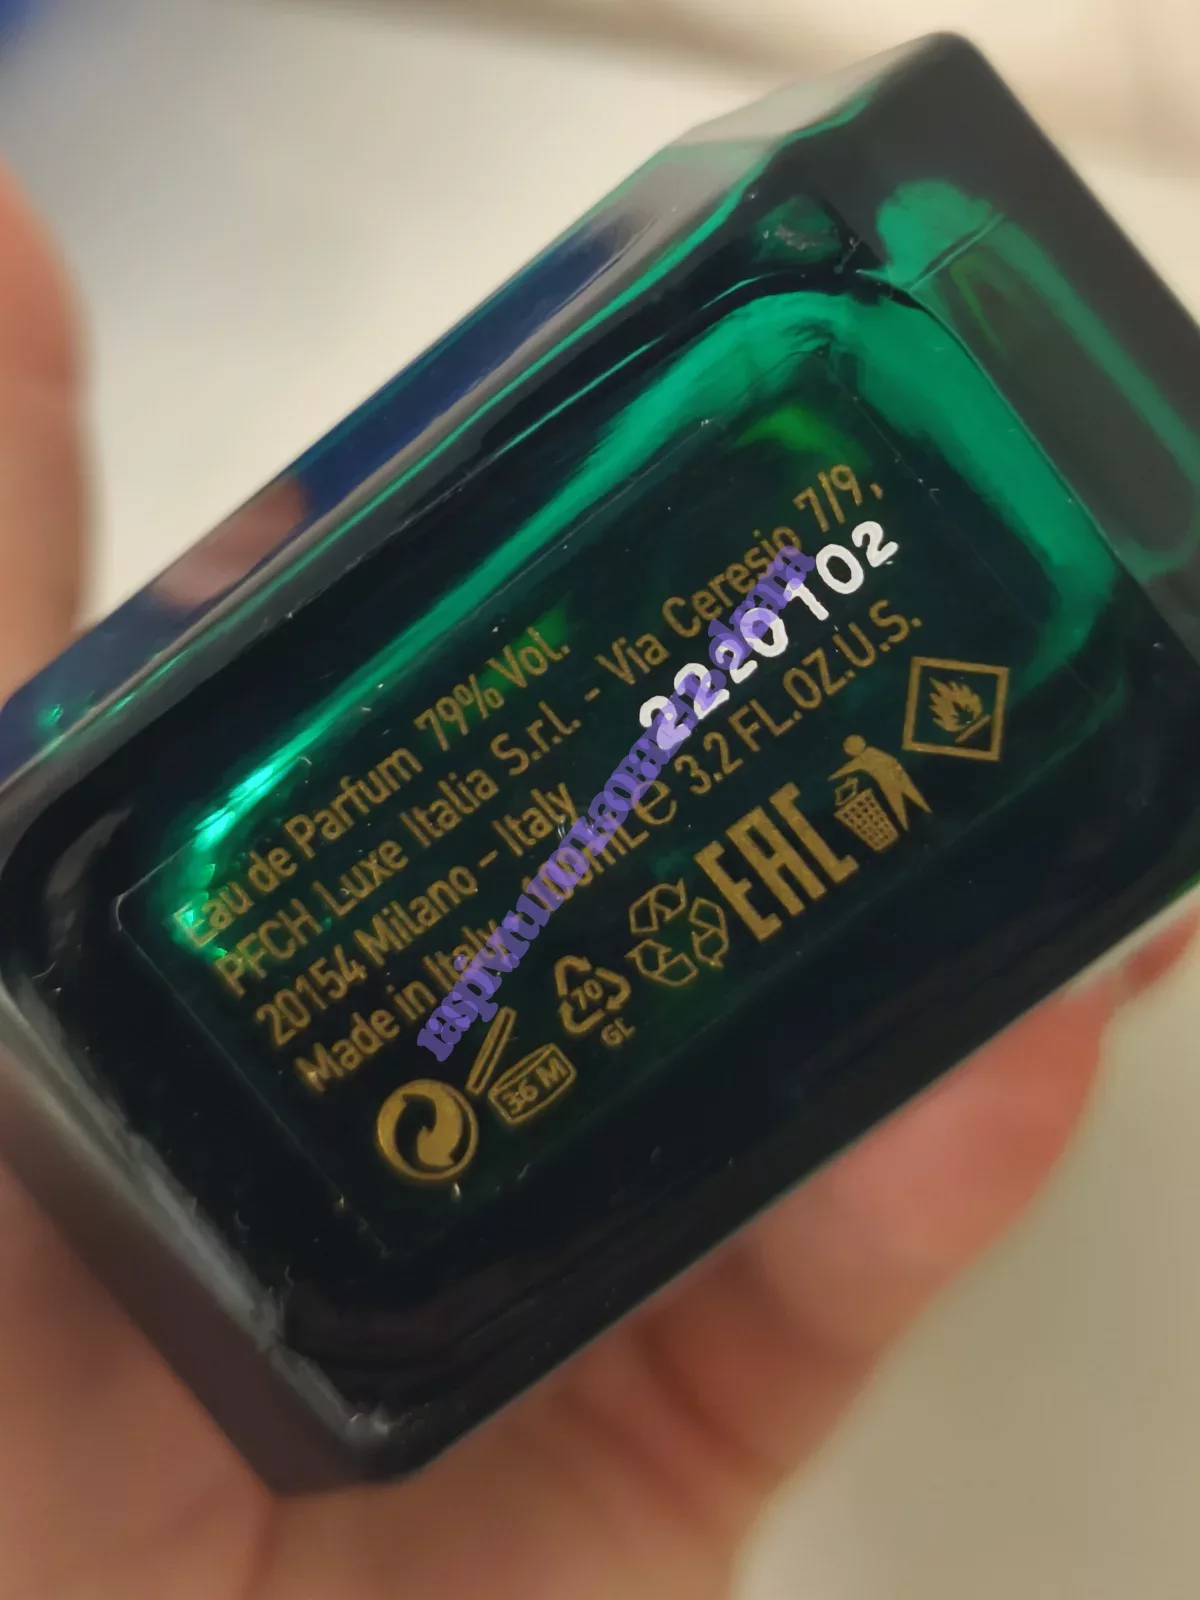 Eau de Parfum 79% Vol.
PFCH Luxe Italia S.r.l. - Via Ceresio 7/9,
20154 Milano - Italy
2220102
Made in Italy 100mL e 3.2 FL.OZ.U.S.
36 M
70
GL
EAC